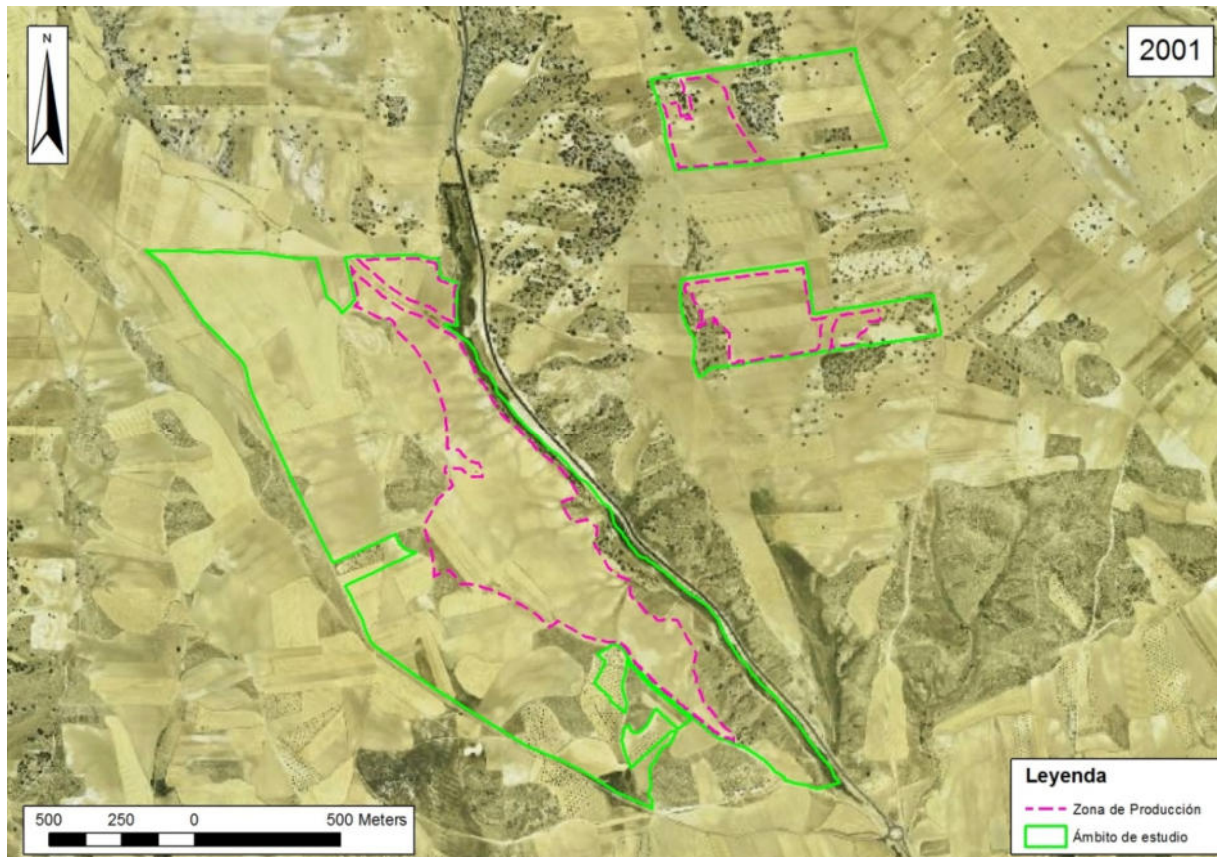 N
2001
Leyenda
Zona de Producción
Ámbito de estudio
500 250 0 500 Meters